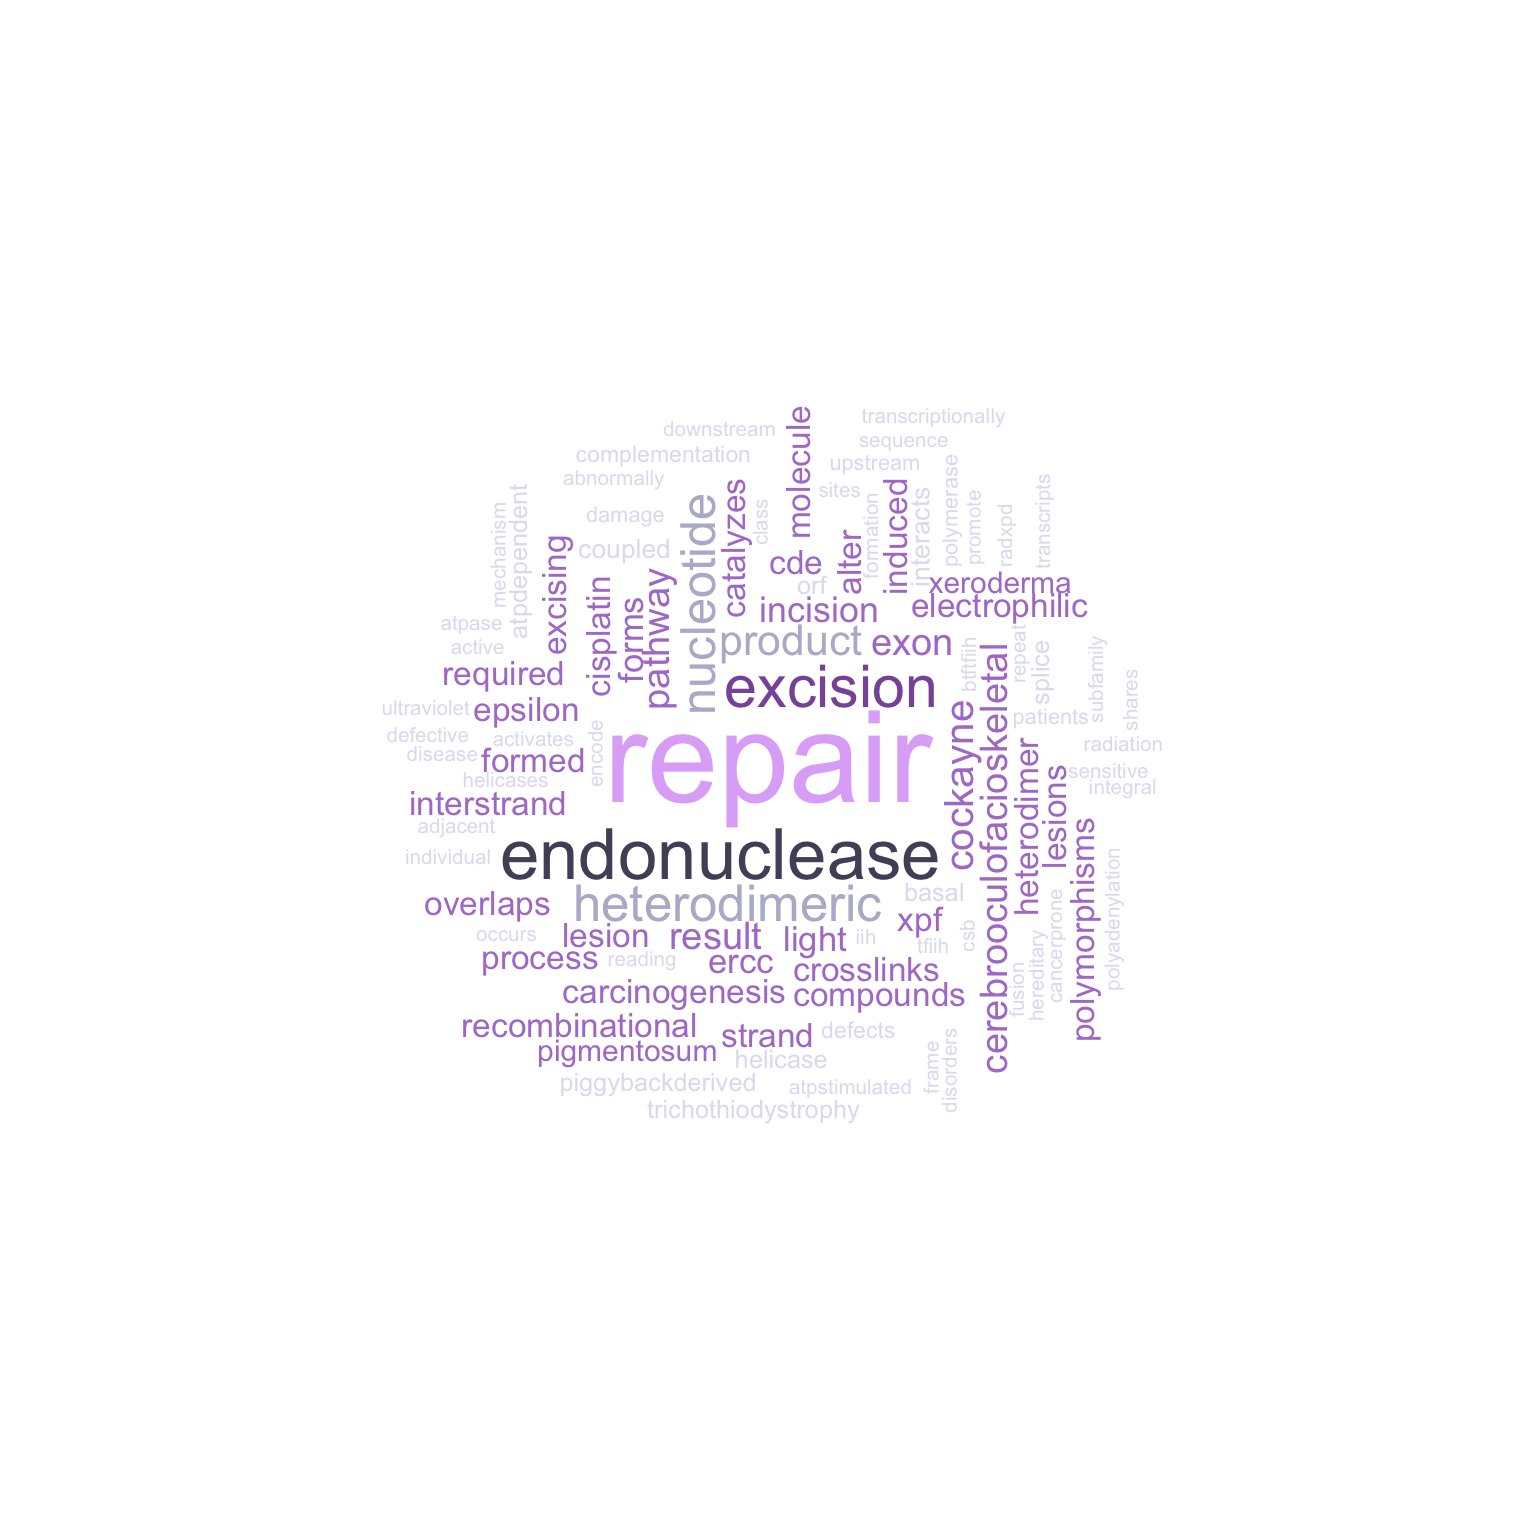 transcriptionally
downstream
molecule
sequence
complementation
upstream
abnormally
sites
polymerase
transcripts
catalyzes
induced
interacts
atpdependent
mechanism
nucleotide
class
formation
promote
radxpd
damage
alter
excising
coupled
cde
cisplatin
orf
xeroderma
forms
pathway
incision
electrophilic
atpase
active
product
exon
btftfiih
repeat
splice
subfamily
required
shares
excision
ultraviolet
epsilon
cockayne
cerebrooculofacioskeletal
patients
defective
activates
encode
repair
radiation
disease
formed
heterodimer
lesions
sensitive
helicases
integral
interstrand
adjacent
polymorphisms
individual
endonuclease
heterodimeric
basal
polyadenylation
overlaps
xpf
cancerprone
occurs
lesion
result
light
iih
tfiih
csb
hereditary
process
reading
ercc
crosslinks
fusion
carcinogenesis
compounds
recombinational
strand
defects
pigmentosum
helicase
frame
disorders
piggybackderived
atpstimulated
trichothiodystrophy